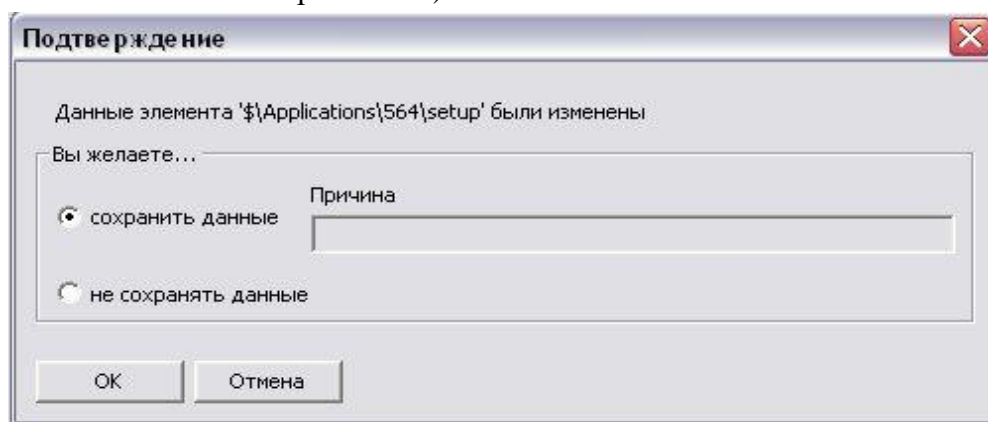 Подтверждение
Данные элемента '$\Applications\564\setup' были изменены
Вы желаете...
Причина
сохранить данные
не сохранять данные
OK
Отмена